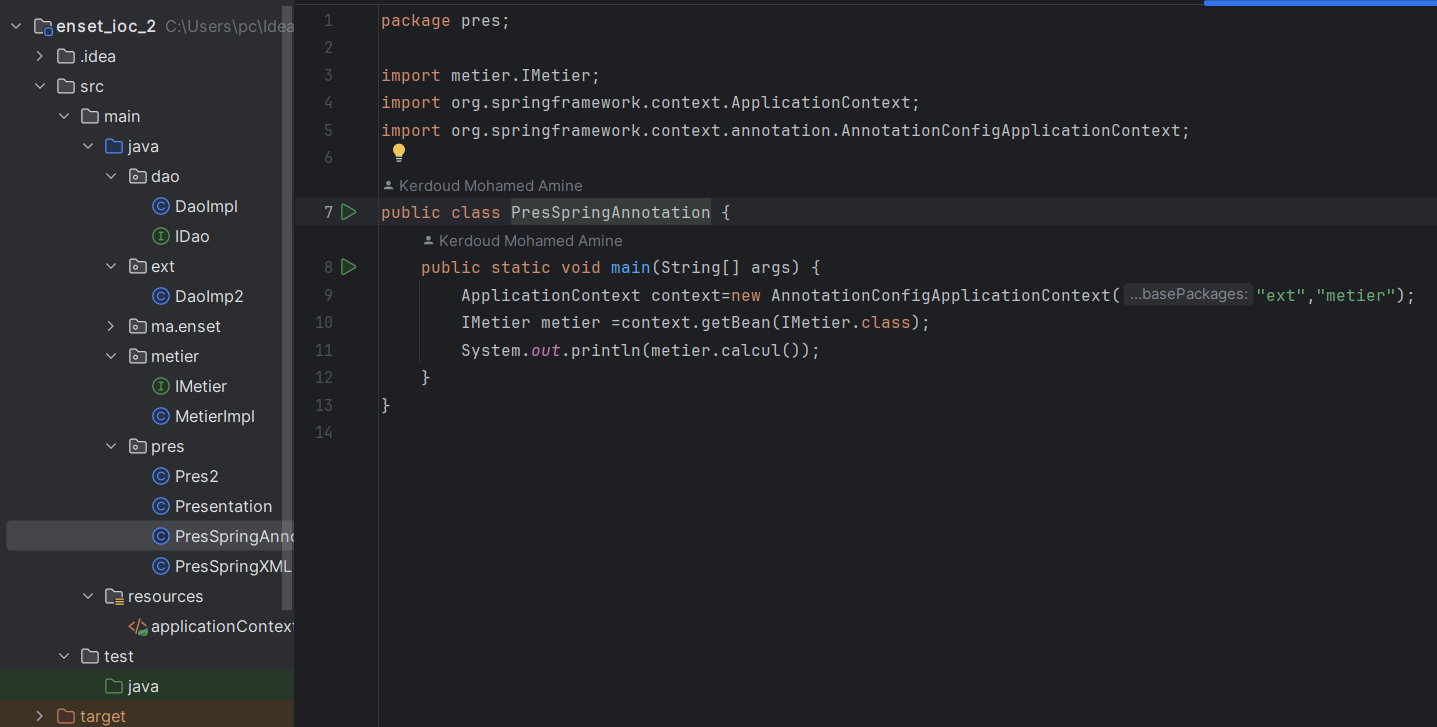 enset_ioc_2 C:\Users\pc\Idea
.idea
src
main
java
dao
DaoImpl
IDao
ext
DaoImp2
ma.enset
metier
IMetier
MetierImpl
pres
Pres2
Presentation
PresSpringAnno
PresSpringXML
resources
applicationContext
test
java
target
1 package pres;
2
3 import metier.IMetier;
4 import org.springframework.context.ApplicationContext;
5 import org.springframework.context.annotation.AnnotationConfigApplicationContext;
6
Kerdoud Mohamed Amine
7 public class PresSpringAnnotation {
Kerdoud Mohamed Amine
8 public static void main(String[] args) {
9 ApplicationContext context=new AnnotationConfigApplicationContext( ...basePackages: "ext","metier");
10 IMetier metier =context.getBean(IMetier.class);
11 System.out.println(metier.calcul());
12 }
13 }
14